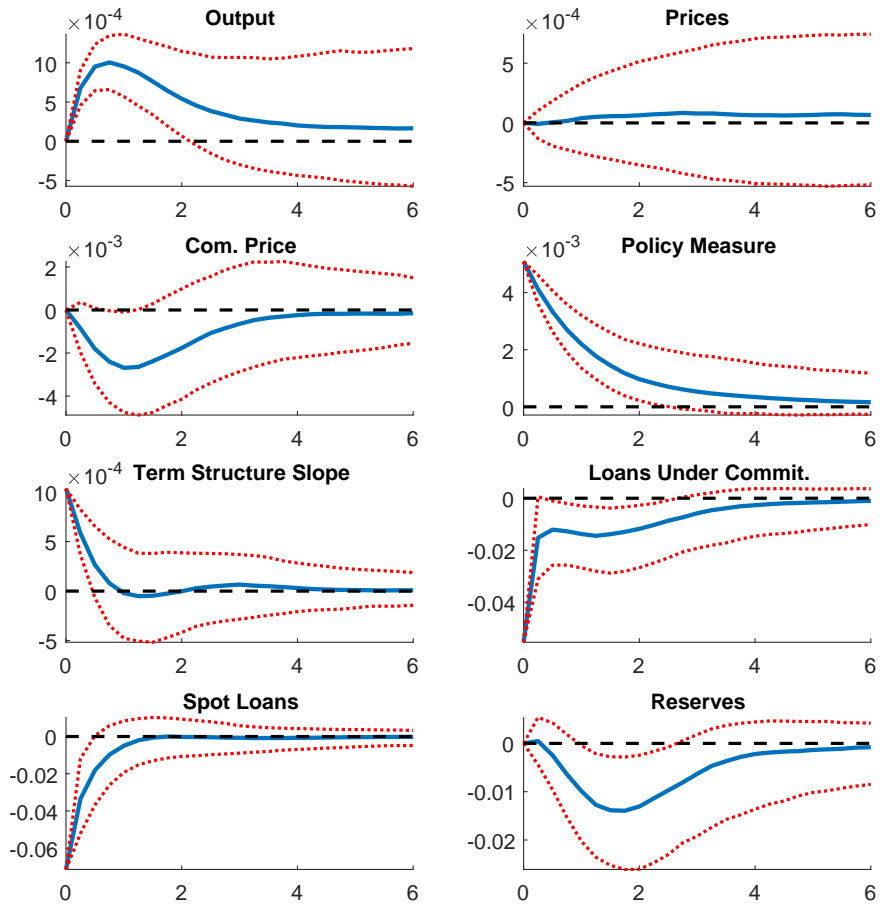 Output
×10^-4
10
5
0
-5
0 2 4 6
Prices
×10^-4
5
0
-5
0 2 4 6
Com. Price
×10^-3
2
0
-2
-4
0 2 4 6
Policy Measure
×10^-3
4
2
0
0 2 4 6
Term Structure Slope
×10^-4
10
5
0
-5
0 2 4 6
Loans Under Commit.
0
-0.02
-0.04
0 2 4 6
Spot Loans
0
-0.02
-0.04
-0.06
0 2 4 6
Reserves
0
-0.01
-0.02
0 2 4 6